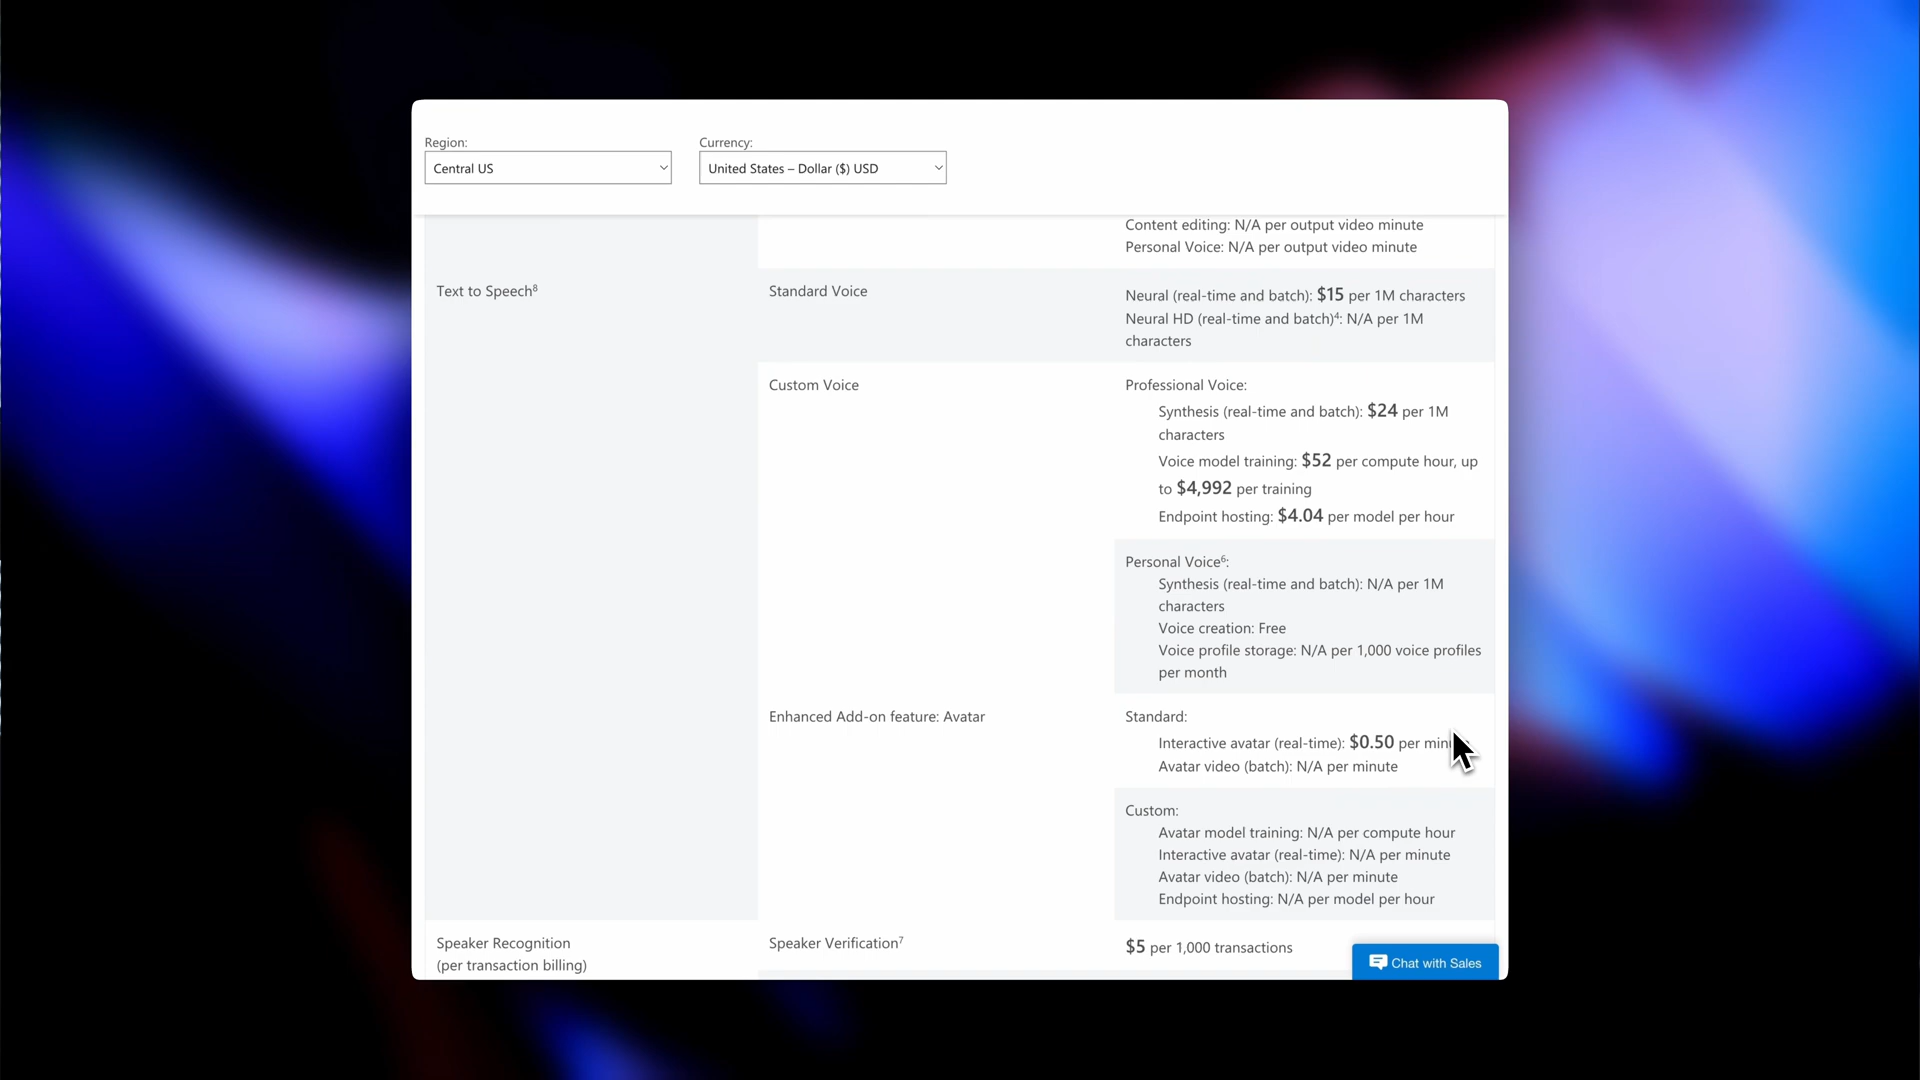 Region:
Currency:
Central US
United States – Dollar ($) USD
Content editing: N/A per output video minute
Personal Voice: N/A per output video minute
Text to Speech⁸
Standard Voice
Neural (real-time and batch): $15 per 1M characters
Neural HD (real-time and batch)⁴: N/A per 1M
characters
Custom Voice
Professional Voice:
Synthesis (real-time and batch): $24 per 1M
characters
Voice model training: $52 per compute hour, up
to $4,992 per training
Endpoint hosting: $4.04 per model per hour
Personal Voice⁶:
Synthesis (real-time and batch): N/A per 1M
characters
Voice creation: Free
Voice profile storage: N/A per 1,000 voice profiles
per month
Enhanced Add-on feature: Avatar
Standard:
Interactive avatar (real-time): $0.50 per
Avatar video (batch): N/A per minute
Custom:
Avatar model training: N/A per compute hour
Interactive avatar (real-time): N/A per minute
Avatar video (batch): N/A per minute
Endpoint hosting: N/A per model per hour
Speaker Recognition
(per transaction billing)
Speaker Verification⁷
$5 per 1,000 transactions
Chat with Sales